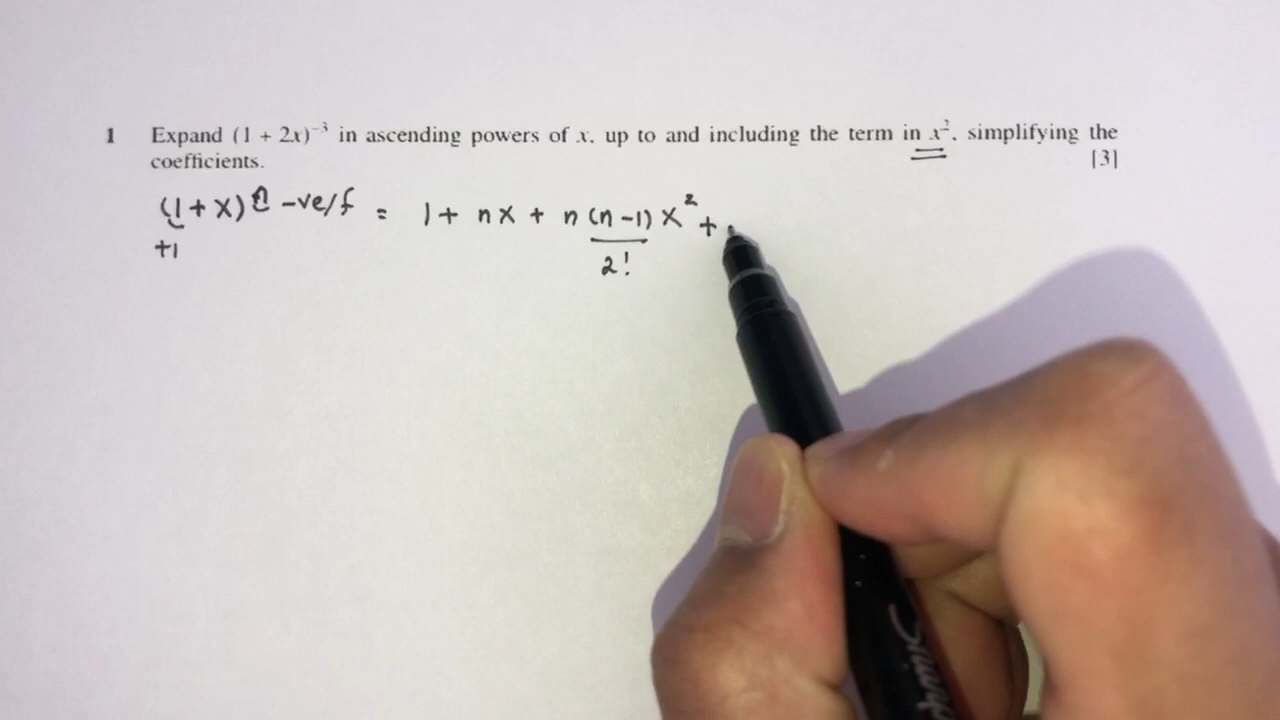 1 Expand (1 + 2x)⁻³ in ascending powers of x, up to and including the term in x², simplifying the
coefficients. [3]
(1+x)ⁿ -ve/f = 1 + nx + n(n-1)x² +
+1 2!